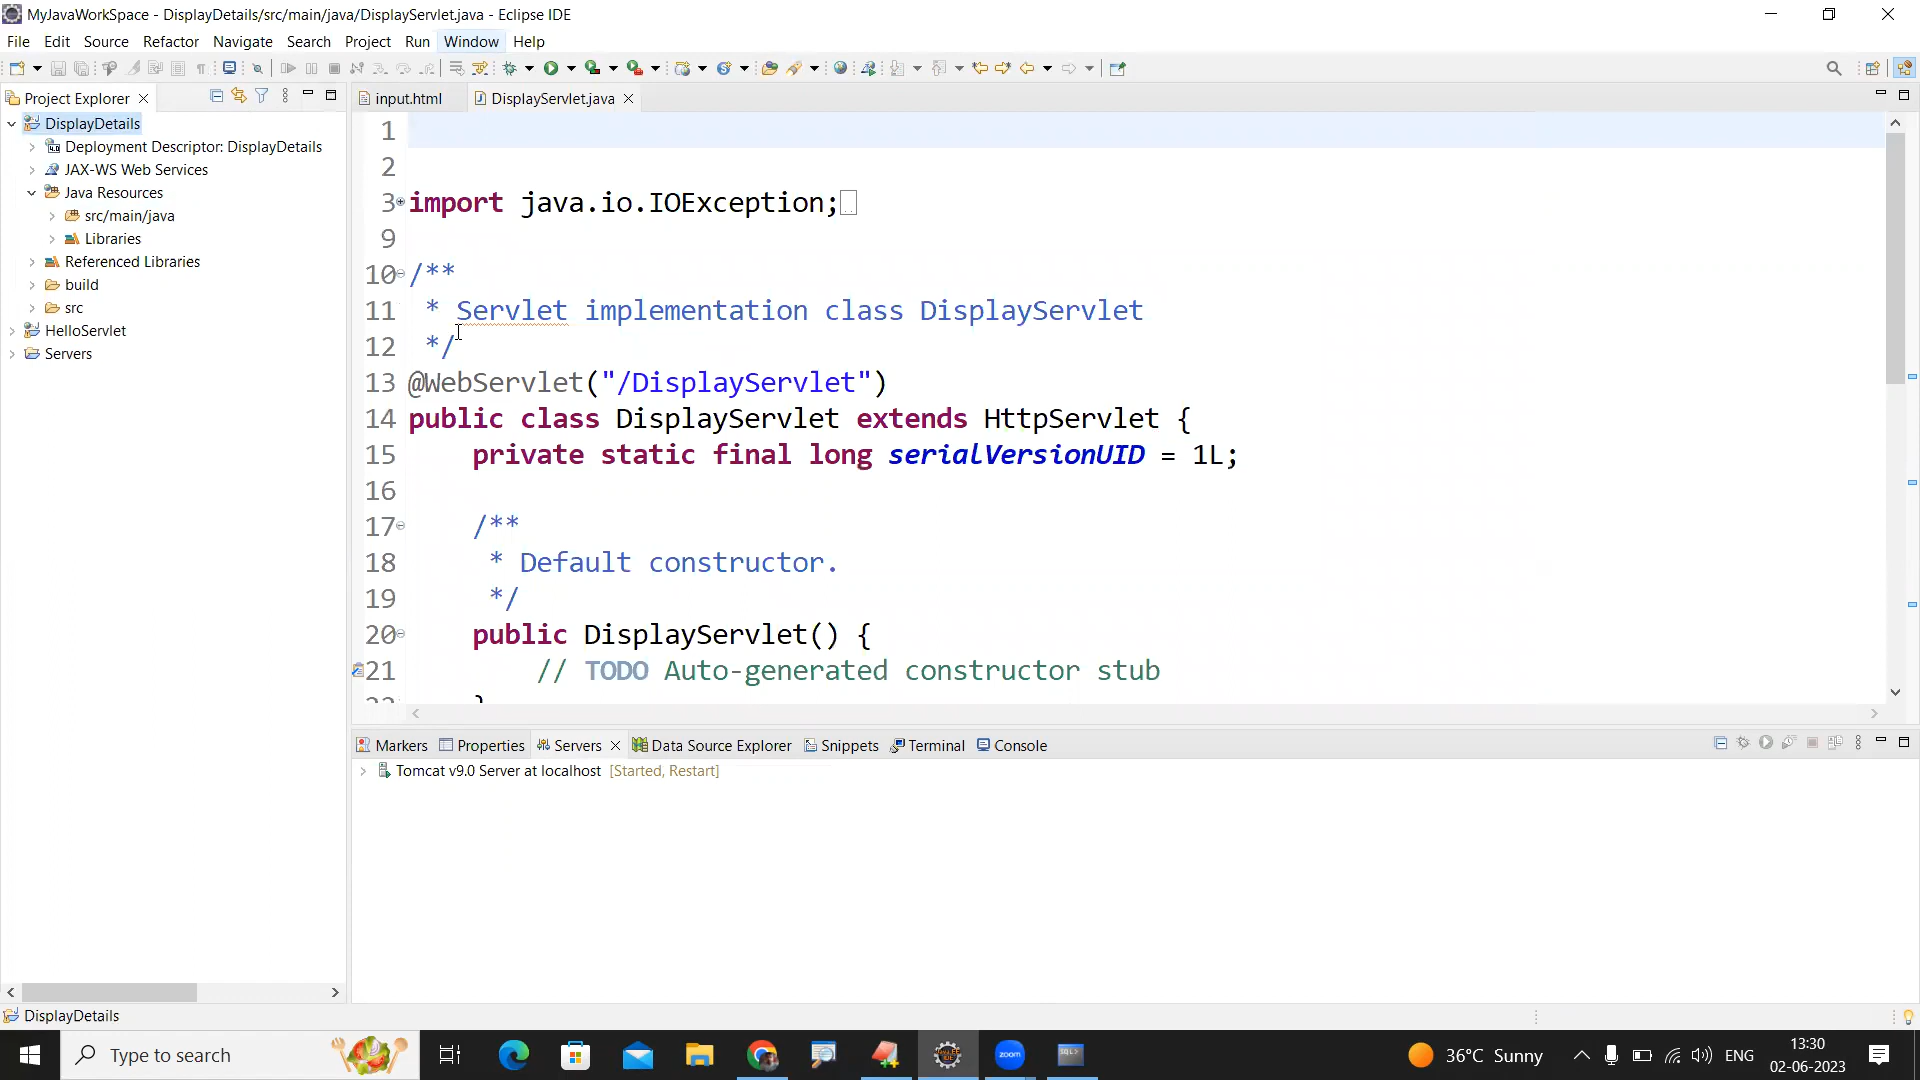 MyJavaWorkSpace - DisplayDetails/src/main/java/DisplayServlet.java - Eclipse IDE
File Edit Source Refactor Navigate Search Project Run Window Help
Project Explorer
DisplayDetails
Deployment Descriptor: DisplayDetails
JAX-WS Web Services
Java Resources
src/main/java
Libraries
Referenced Libraries
build
src
HelloServlet
Servers
input.html DisplayServlet.java
1
2
3 import java.io.IOException;
9
10 /**
11 * Servlet implementation class DisplayServlet
12 */
13 @WebServlet("/DisplayServlet")
14 public class DisplayServlet extends HttpServlet {
15 private static final long serialVersionUID = 1L;
16
17 /**
18 * Default constructor.
19 */
20 public DisplayServlet() {
21 // TODO Auto-generated constructor stub
Markers Properties Servers Data Source Explorer Snippets Terminal Console
Tomcat v9.0 Server at localhost [Started, Restart]
DisplayDetails
Type to search
zoom
SQL>
36°C Sunny
ENG
13:30
02-06-2023